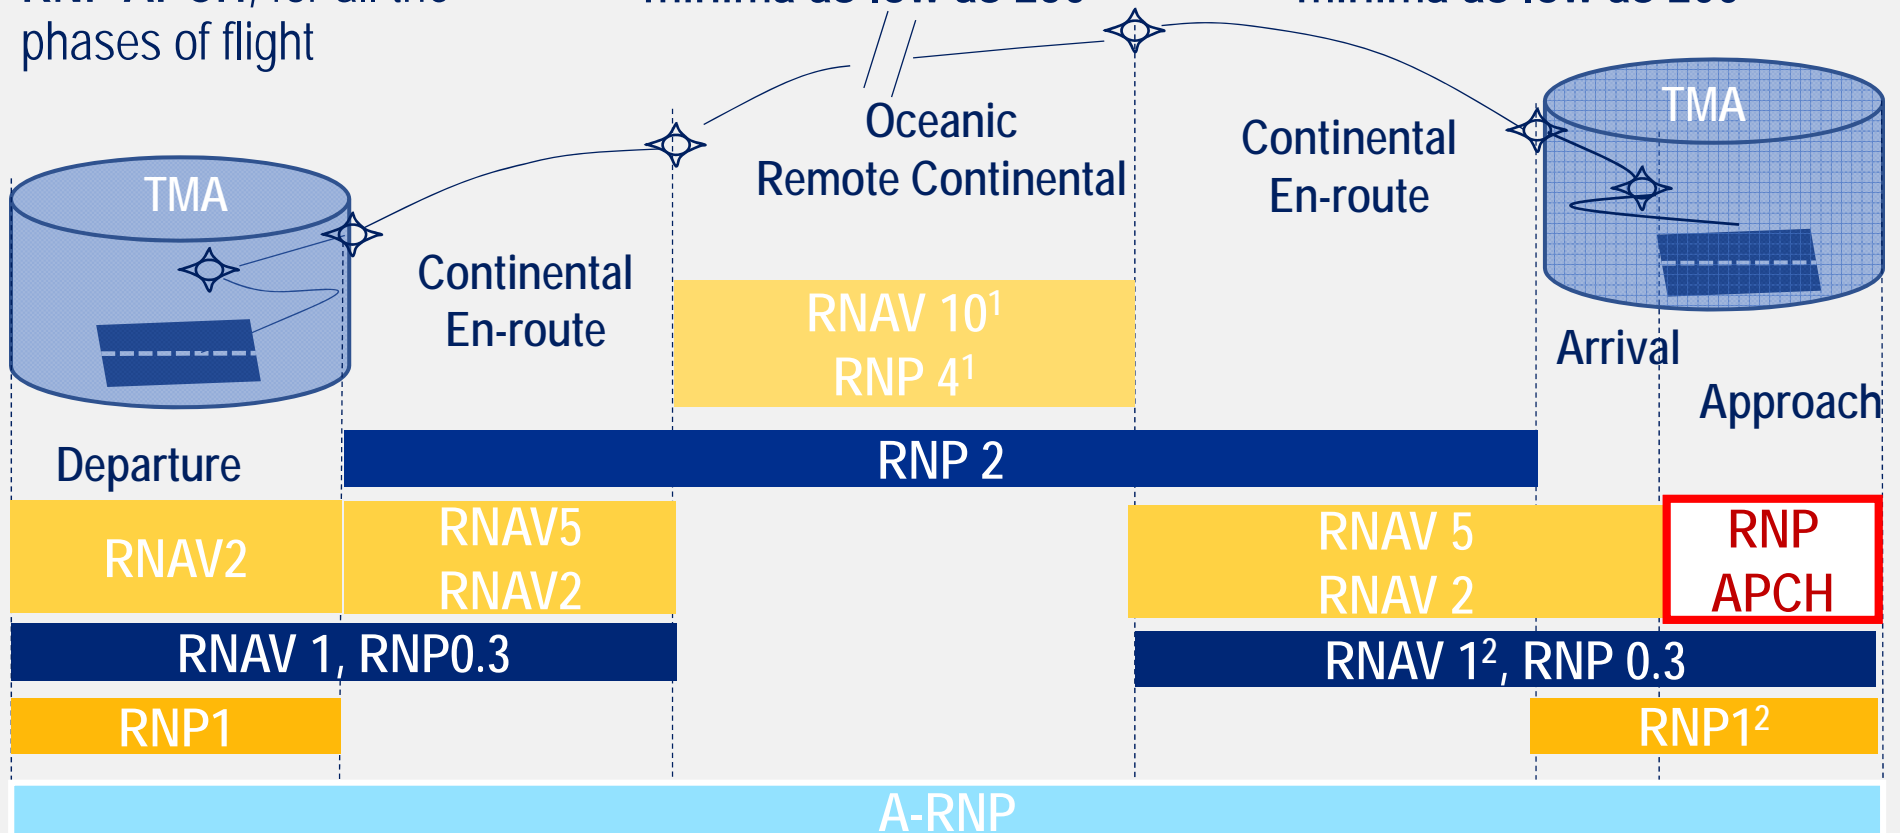 phases of flight
TMA
Oceanic
Remote Continental
Continental
En-route
TMA
Continental
En-route
RNAV 10¹
RNP 4¹
Arrival
Approach
Departure
RNP 2
RNAV2
RNAV5
RNAV2
RNAV 5
RNAV 2
RNP
APCH
RNAV 1, RNP0.3
RNAV 1², RNP 0.3
RNP1
RNP1²
A-RNP